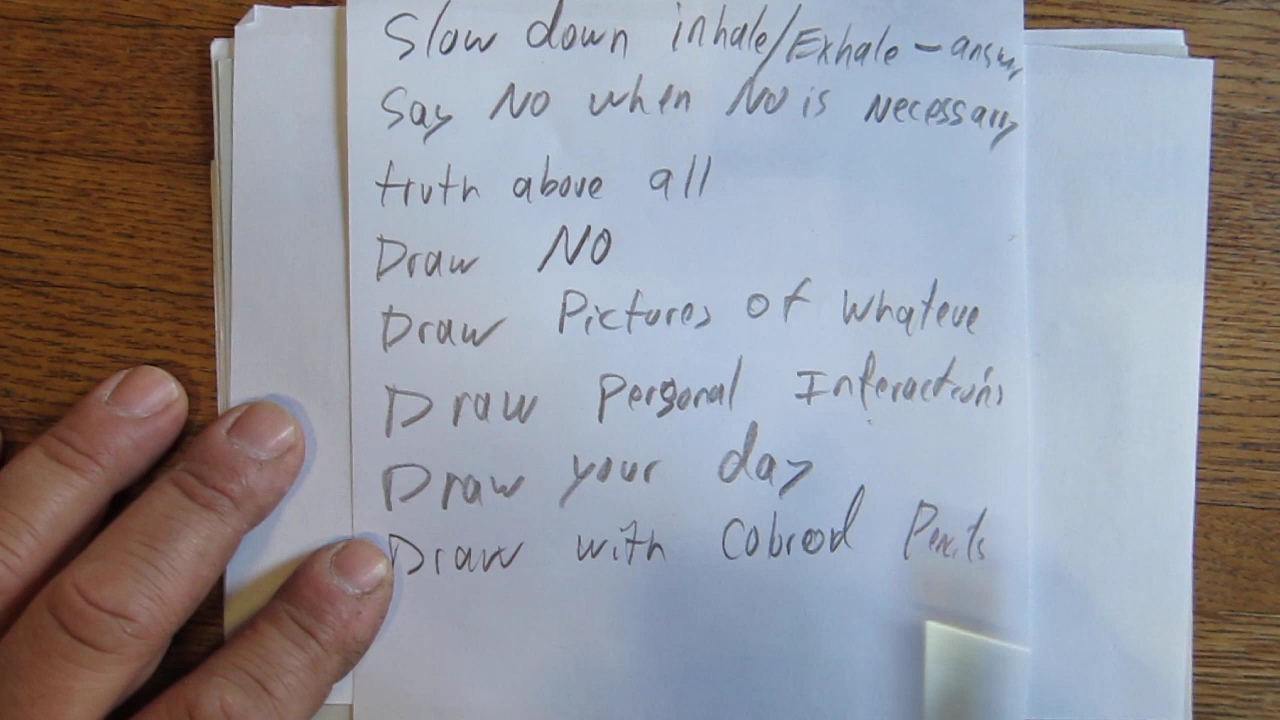 Slow down inhale/Exhale – answ
Say NO when No is Necessary
truth above all
Draw NO
Draw Pictures of whateve
Draw Personal Interactions
Draw your day
Draw with Colored Pencils